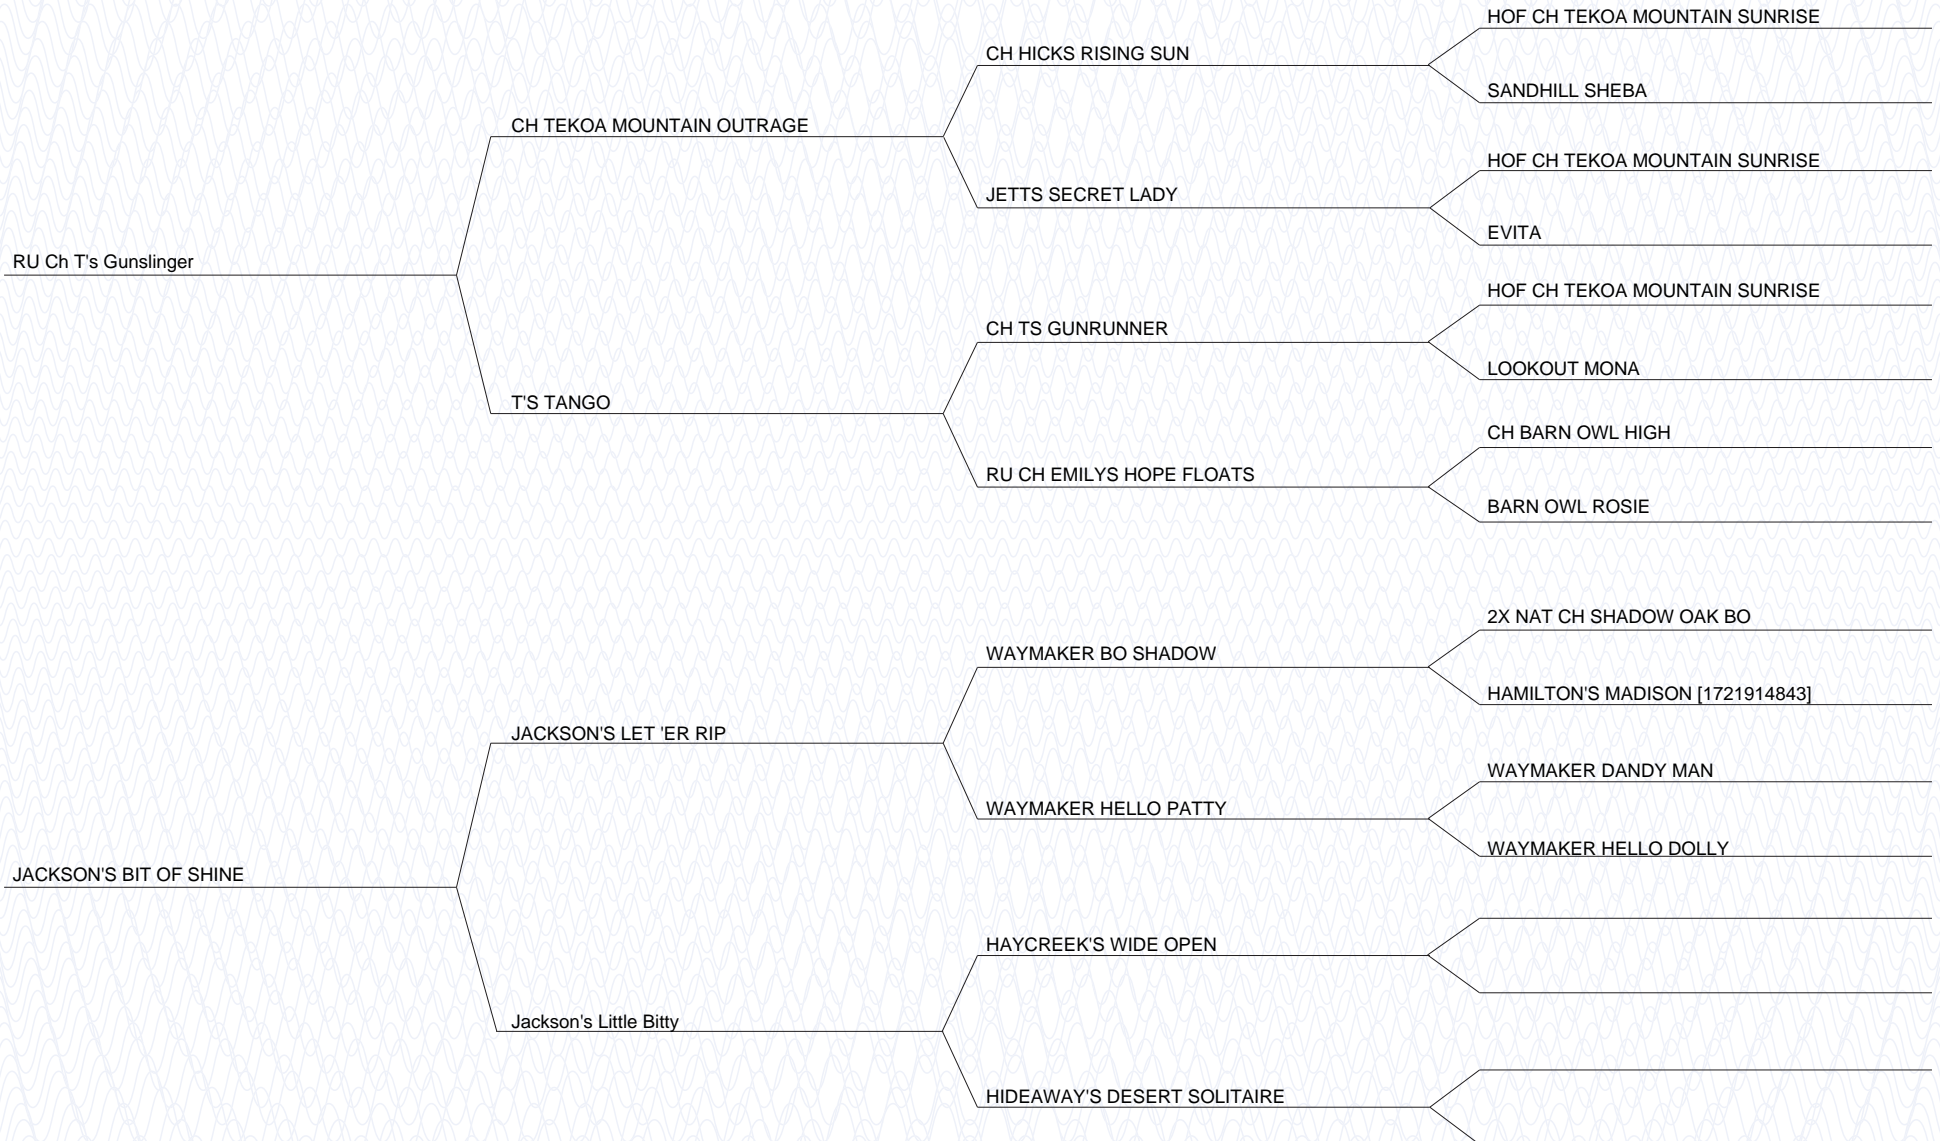 HOF CH TEKOA MOUNTAIN SUNRISE
CH HICKS RISING SUN
SANDHILL SHEBA
CH TEKOA MOUNTAIN OUTRAGE
HOF CH TEKOA MOUNTAIN SUNRISE
JETTS SECRET LADY
EVITA
RU Ch T's Gunslinger
HOF CH TEKOA MOUNTAIN SUNRISE
CH TS GUNRUNNER
LOOKOUT MONA
T'S TANGO
CH BARN OWL HIGH
RU CH EMILYS HOPE FLOATS
BARN OWL ROSIE
2X NAT CH SHADOW OAK BO
WAYMAKER BO SHADOW
HAMILTON'S MADISON [1721914843]
JACKSON'S LET 'ER RIP
WAYMAKER DANDY MAN
WAYMAKER HELLO PATTY
WAYMAKER HELLO DOLLY
JACKSON'S BIT OF SHINE
HAYCREEK'S WIDE OPEN
Jackson's Little Bitty
HIDEAWAY'S DESERT SOLITAIRE